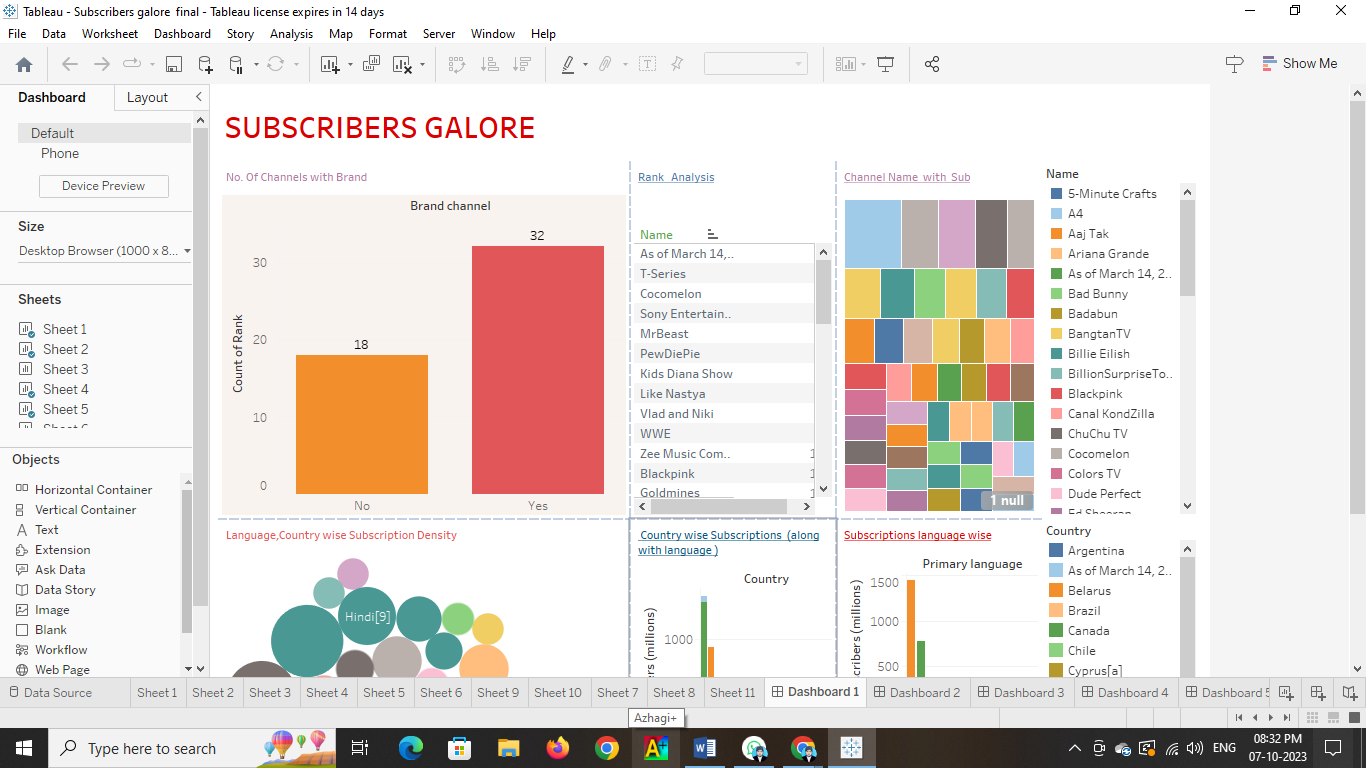 Tableau - Subscribers galore  final - Tableau license expires in 14 days
File Data Worksheet Dashboard Story Analysis Map Format Server Window Help
Show Me
Dashboard Layout
Default
Phone
Device Preview
Size
Desktop Browser (1000 x 8...
Sheets
Sheet 1
Sheet 2
Sheet 3
Sheet 4
Sheet 5
Objects
Horizontal Container
Vertical Container
Text
Extension
Ask Data
Data Story
Image
Blank
Workflow
Web Page
SUBSCRIBERS GALORE
No. Of Channels with Brand
Brand channel
Count of Rank
30
20
10
0
18
32
No
Yes
Rank  Analysis
Name
As of March 14,..
T-Series
Cocomelon
Sony Entertain..
MrBeast
PewDiePie
Kids Diana Show
Like Nastya
Vlad and Niki
WWE
Zee Music Com.. 1
Blackpink 1
Goldmines 1
Channel Name  with  Sub
1 null
Name
5-Minute Crafts
A4
Aaj Tak
Ariana Grande
As of March 14, 2..
Bad Bunny
Badabun
BangtanTV
Billie Eilish
BillionSurpriseTo..
Blackpink
Canal KondZilla
ChuChu TV
Cocomelon
Colors TV
Dude Perfect
Ed Sheeran
Language,Country wise Subscription Density
Hindi[9]
Country wise Subscriptions  (along
with language )
Country
1000
Subscriptions language wise
Primary language
1500
1000
500
Country
Argentina
As of March 14, 2..
Belarus
Brazil
Canada
Chile
Cyprus[a]
Data Source Sheet 1 Sheet 2 Sheet 3 Sheet 4 Sheet 5 Sheet 6 Sheet 9 Sheet 10 Sheet 7 Sheet 8 Sheet 11 Dashboard 1 Dashboard 2 Dashboard 3 Dashboard 4 Dashboard 5
Azhagi+
Type here to search
ENG
08:32 PM
07-10-2023